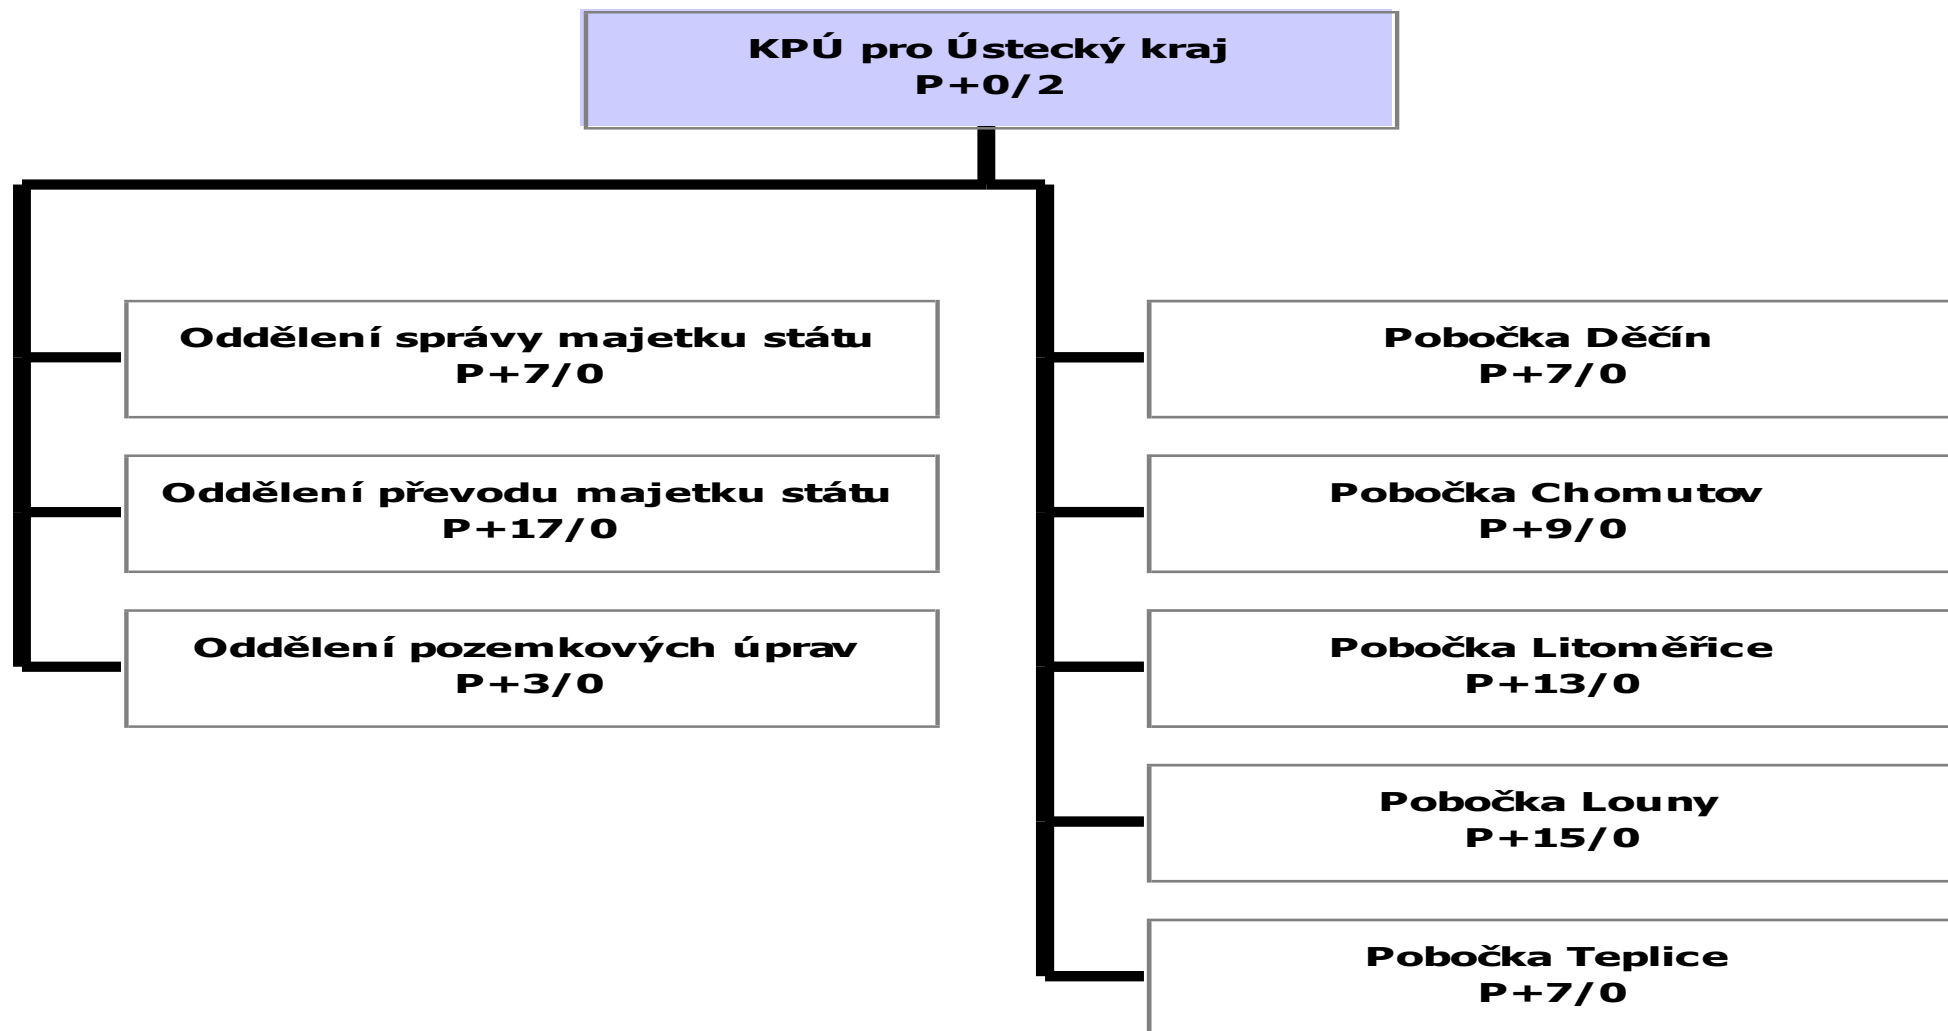 KPÚ pro Ústecký kraj
P+0/2
Oddělení správy majetku státu
P+7/0
Oddělení převodu majetku státu
P+17/0
Oddělení pozemkových úprav
P+3/0
Pobočka Děčín
P+7/0
Pobočka Chomutov
P+9/0
Pobočka Litoměřice
P+13/0
Pobočka Louny
P+15/0
Pobočka Teplice
P+7/0